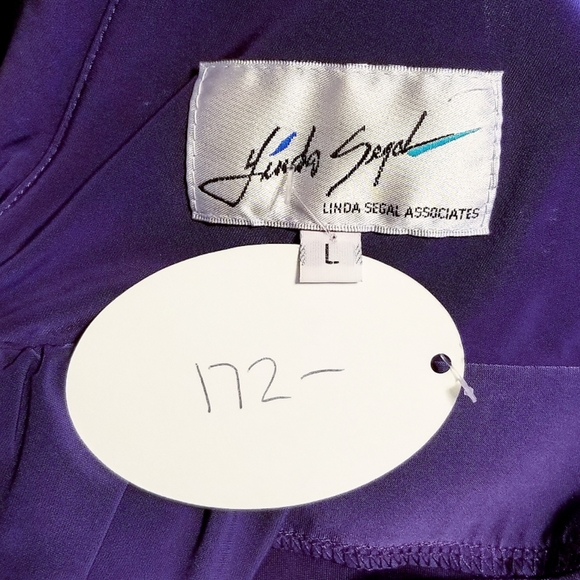 Linda Segal
LINDA SEGAL ASSOCIATES
L
172-